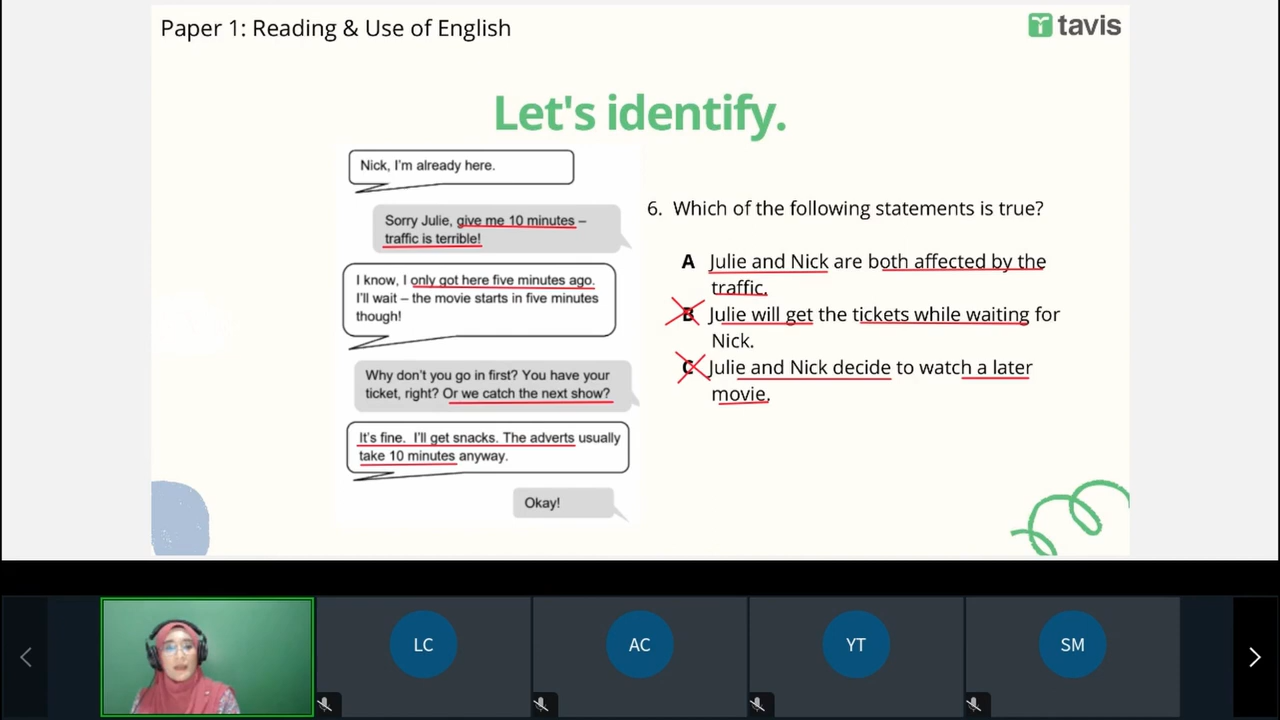 Paper 1: Reading & Use of English
tavis
Let's identify.
Nick, I'm already here.
Sorry Julie, give me 10 minutes –
traffic is terrible!
I know, I only got here five minutes ago.
I'll wait – the movie starts in five minutes
though!
Why don't you go in first? You have your
ticket, right? Or we catch the next show?
It's fine. I'll get snacks. The adverts usually
take 10 minutes anyway.
Okay!
6. Which of the following statements is true?
A Julie and Nick are both affected by the
traffic.
B Julie will get the tickets while waiting for
Nick.
C Julie and Nick decide to watch a later
movie.
LC
AC
YT
SM